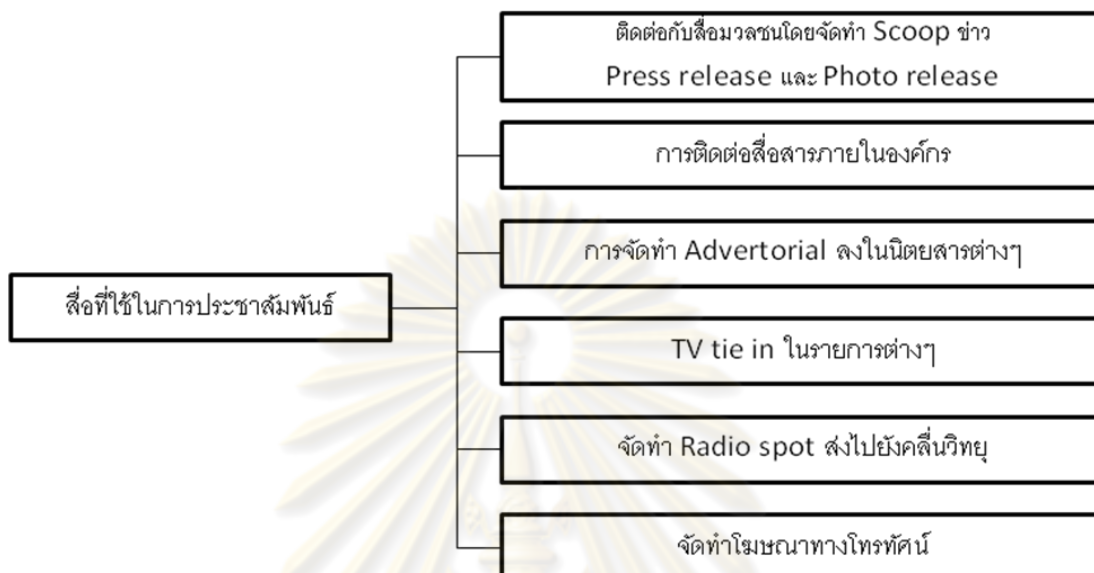 ติดต่อกับสื่อมวลชนโดยจัดทำ Scoop ข่าว
Press release และ Photo release
การติดต่อสื่อสารภายในองค์กร
การจัดทำ Advertorial ลงในนิตยสารต่างๆ
สื่อที่ใช้ในการประชาสัมพันธ์
TV tie in ในรายการต่างๆ
จัดทำ Radio spot ส่งไปยังคลื่นวิทยุ
จัดทำโฆษณาทางโทรทัศน์